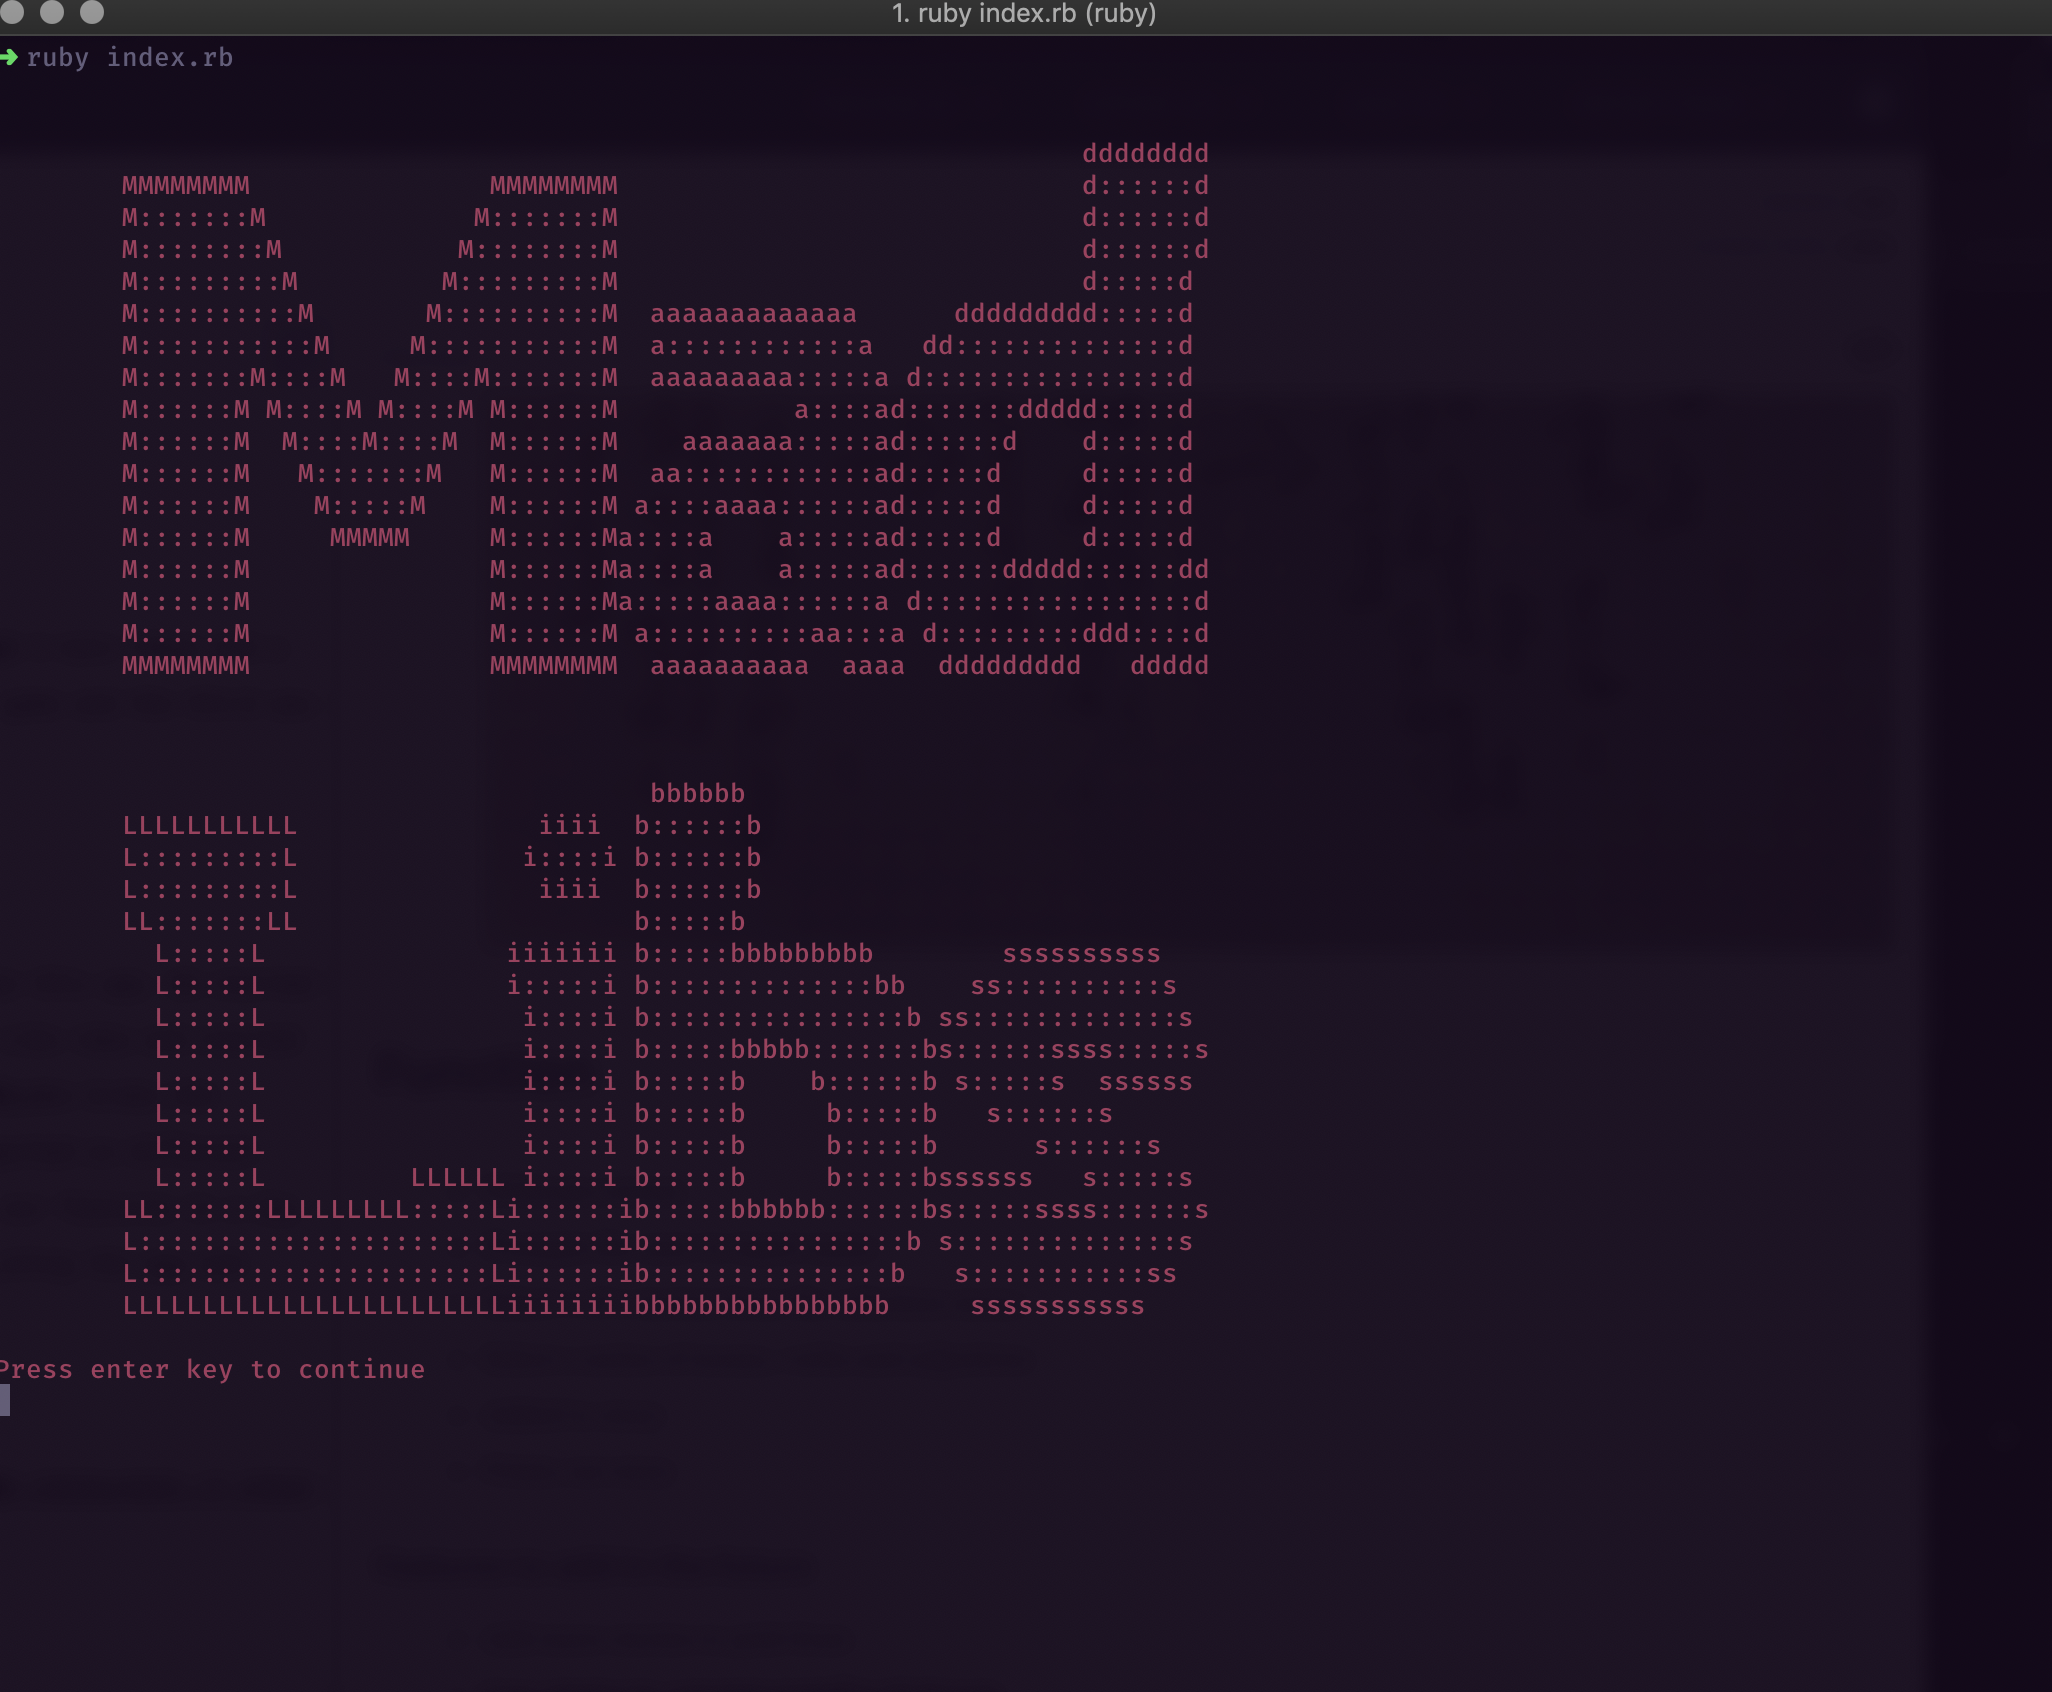 1. ruby index.rb (ruby)
➜ ruby index.rb
                                                            dddddddd
MMMMMMMM               MMMMMMMM                             d::::::d
M:::::::M             M:::::::M                             d::::::d
M::::::::M           M::::::::M                             d::::::d
M:::::::::M         M:::::::::M                             d:::::d
M::::::::::M       M::::::::::M  aaaaaaaaaaaaa      ddddddddd:::::d
M:::::::::::M     M:::::::::::M  a::::::::::::a   dd::::::::::::::d
M:::::::M::::M   M::::M:::::::M  aaaaaaaaa:::::a d::::::::::::::::d
M::::::M M::::M M::::M M::::::M           a::::ad:::::::ddddd:::::d
M::::::M  M::::M::::M  M::::::M    aaaaaaa:::::ad::::::d    d:::::d
M::::::M   M:::::::M   M::::::M  aa::::::::::::ad:::::d     d:::::d
M::::::M    M:::::M    M::::::M a::::aaaa::::::ad:::::d     d:::::d
M::::::M     MMMMM     M::::::Ma::::a    a:::::ad:::::d     d:::::d
M::::::M               M::::::Ma::::a    a:::::ad::::::ddddd::::::dd
M::::::M               M::::::Ma:::::aaaa::::::a d:::::::::::::::::d
M::::::M               M::::::M a::::::::::aa:::a d:::::::::ddd::::d
MMMMMMMM               MMMMMMMM  aaaaaaaaaa  aaaa  ddddddddd   ddddd
                                 bbbbbb
LLLLLLLLLLL               iiii  b::::::b
L:::::::::L              i::::i b::::::b
L:::::::::L               iiii  b::::::b
LL:::::::LL                     b:::::b
  L:::::L               iiiiiii b:::::bbbbbbbbb        ssssssssss
  L:::::L               i:::::i b::::::::::::::bb    ss::::::::::s
  L:::::L                i::::i b::::::::::::::::b ss:::::::::::::s
  L:::::L                i::::i b:::::bbbbb:::::::bs::::::ssss:::::s
  L:::::L                i::::i b:::::b    b::::::b s:::::s  ssssss
  L:::::L                i::::i b:::::b     b:::::b   s::::::s
  L:::::L                i::::i b:::::b     b:::::b      s::::::s
  L:::::L         LLLLLL i::::i b:::::b     b:::::bssssss   s:::::s
LL:::::::LLLLLLLLL:::::Li::::::ib:::::bbbbbb::::::bs:::::ssss::::::s
L::::::::::::::::::::::Li::::::ib::::::::::::::::b s::::::::::::::s
L::::::::::::::::::::::Li::::::ib:::::::::::::::b   s:::::::::::ss
LLLLLLLLLLLLLLLLLLLLLLLLiiiiiiiibbbbbbbbbbbbbbbb     sssssssssss
Press enter key to continue